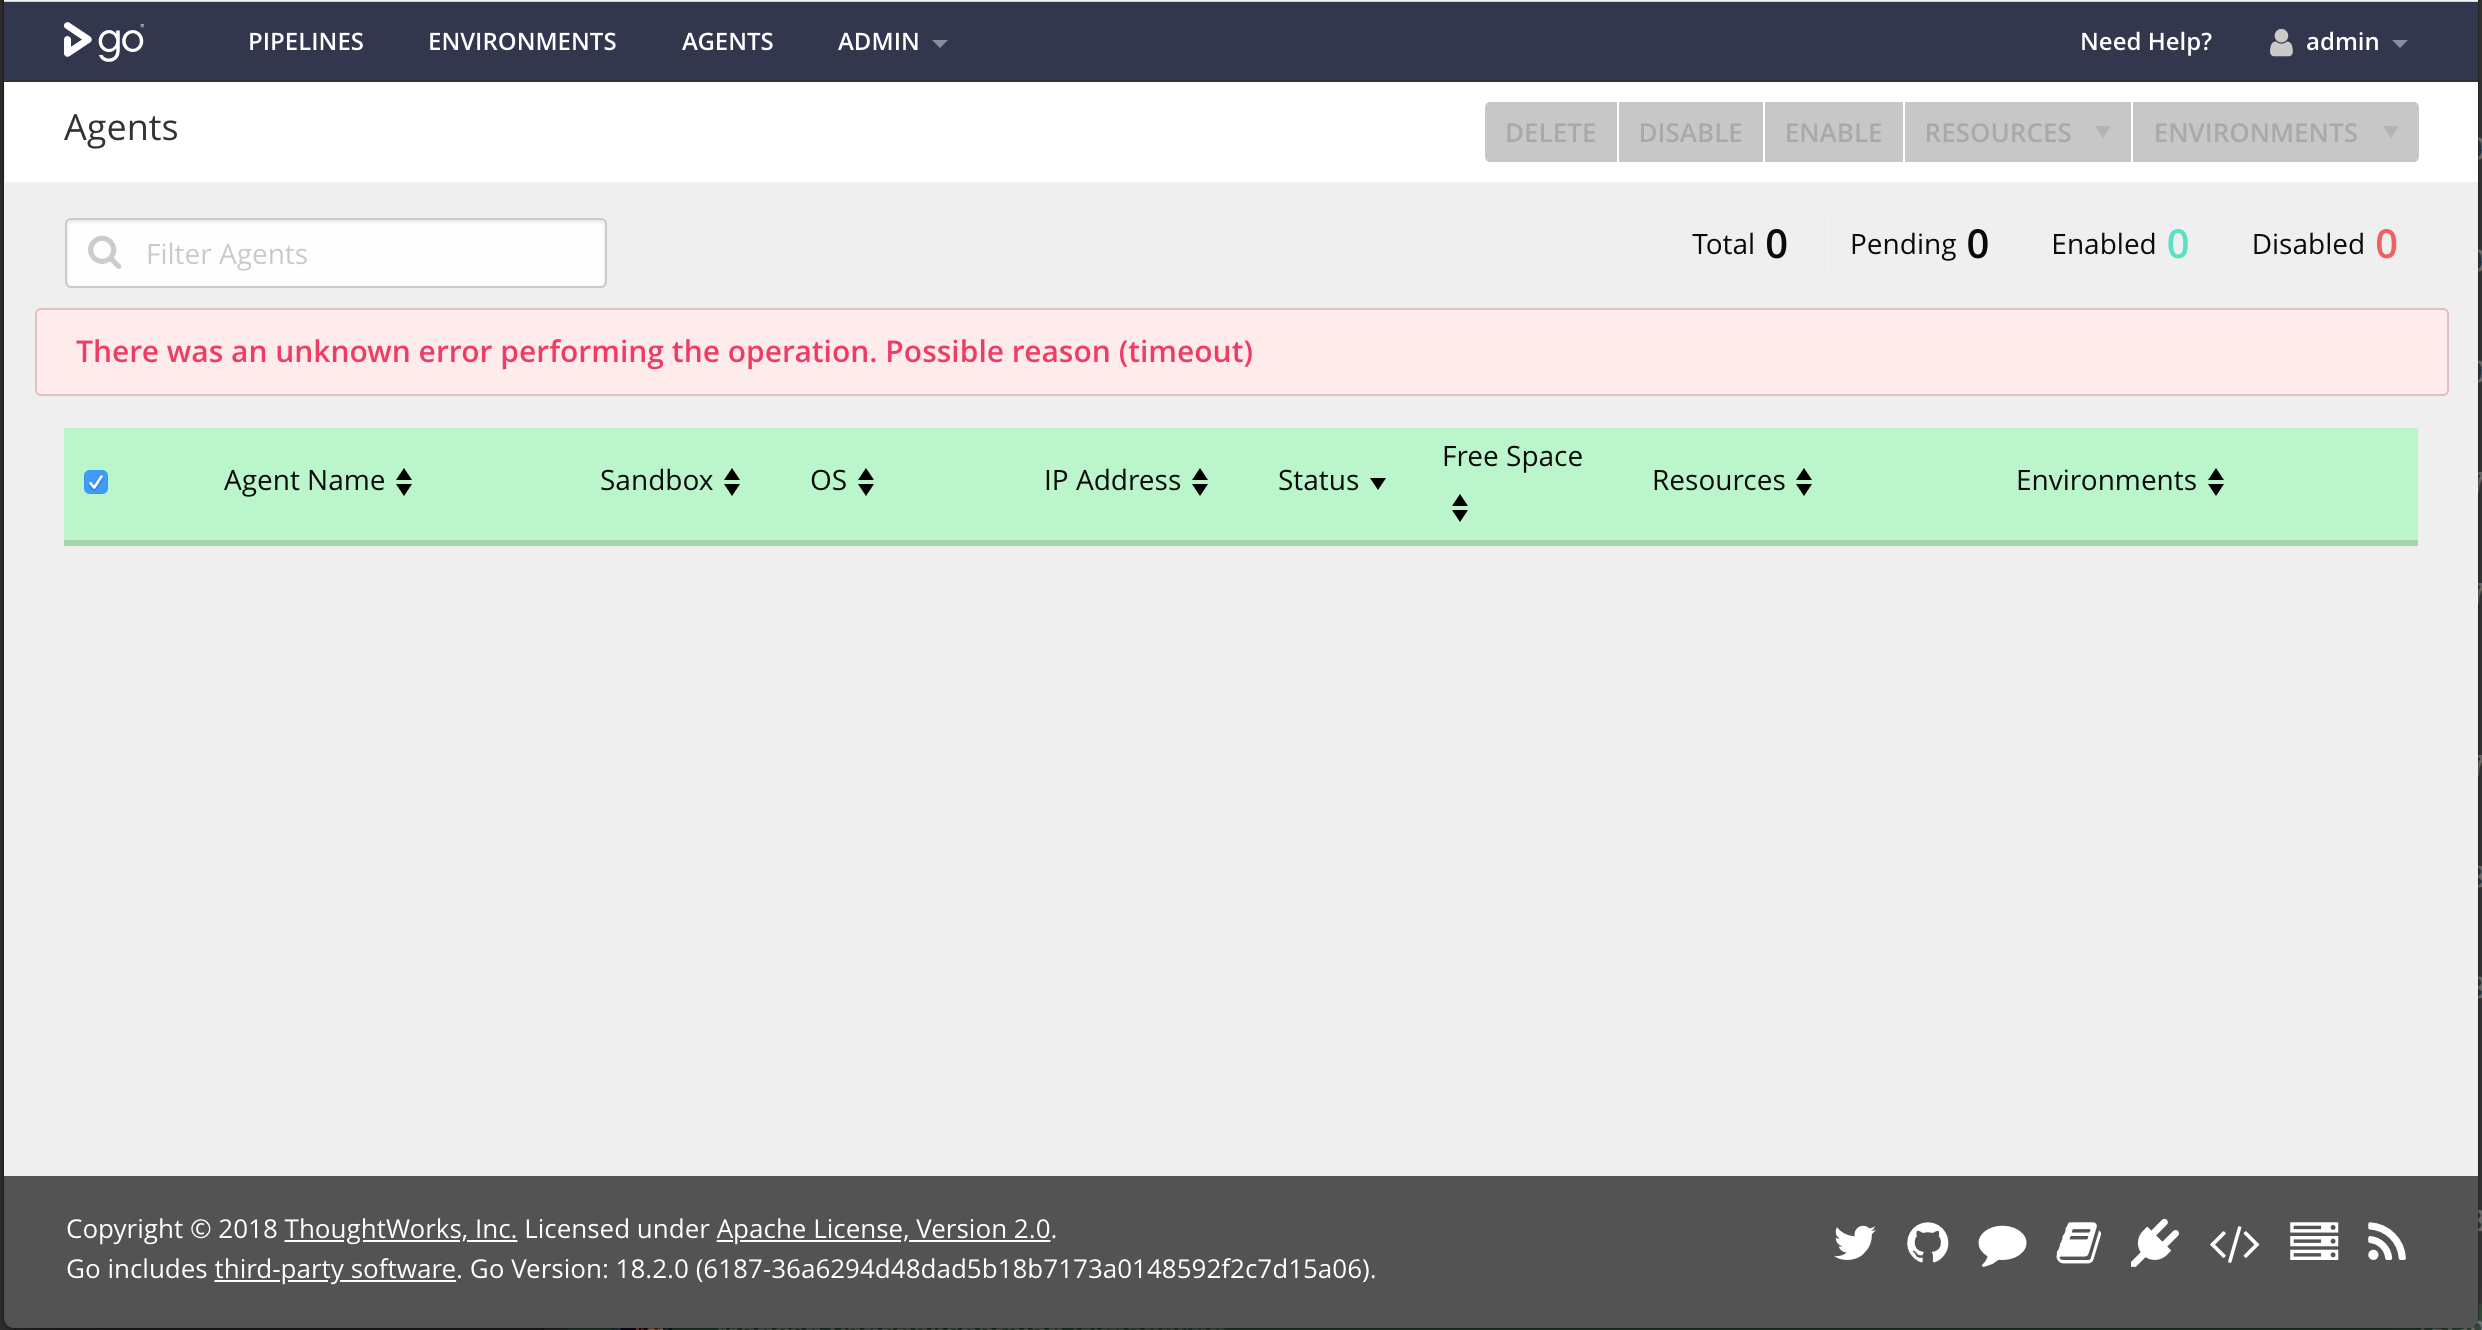 go PIPELINES ENVIRONMENTS AGENTS ADMIN Need Help? admin
Agents DELETE DISABLE ENABLE RESOURCES ENVIRONMENTS
Filter Agents Total 0 Pending 0 Enabled 0 Disabled 0
There was an unknown error performing the operation. Possible reason (timeout)
Agent Name Sandbox OS IP Address Status Free Space Resources Environments
Copyright © 2018 ThoughtWorks, Inc. Licensed under Apache License, Version 2.0.
Go includes third-party software. Go Version: 18.2.0 (6187-36a6294d48dad5b18b7173a0148592f2c7d15a06).